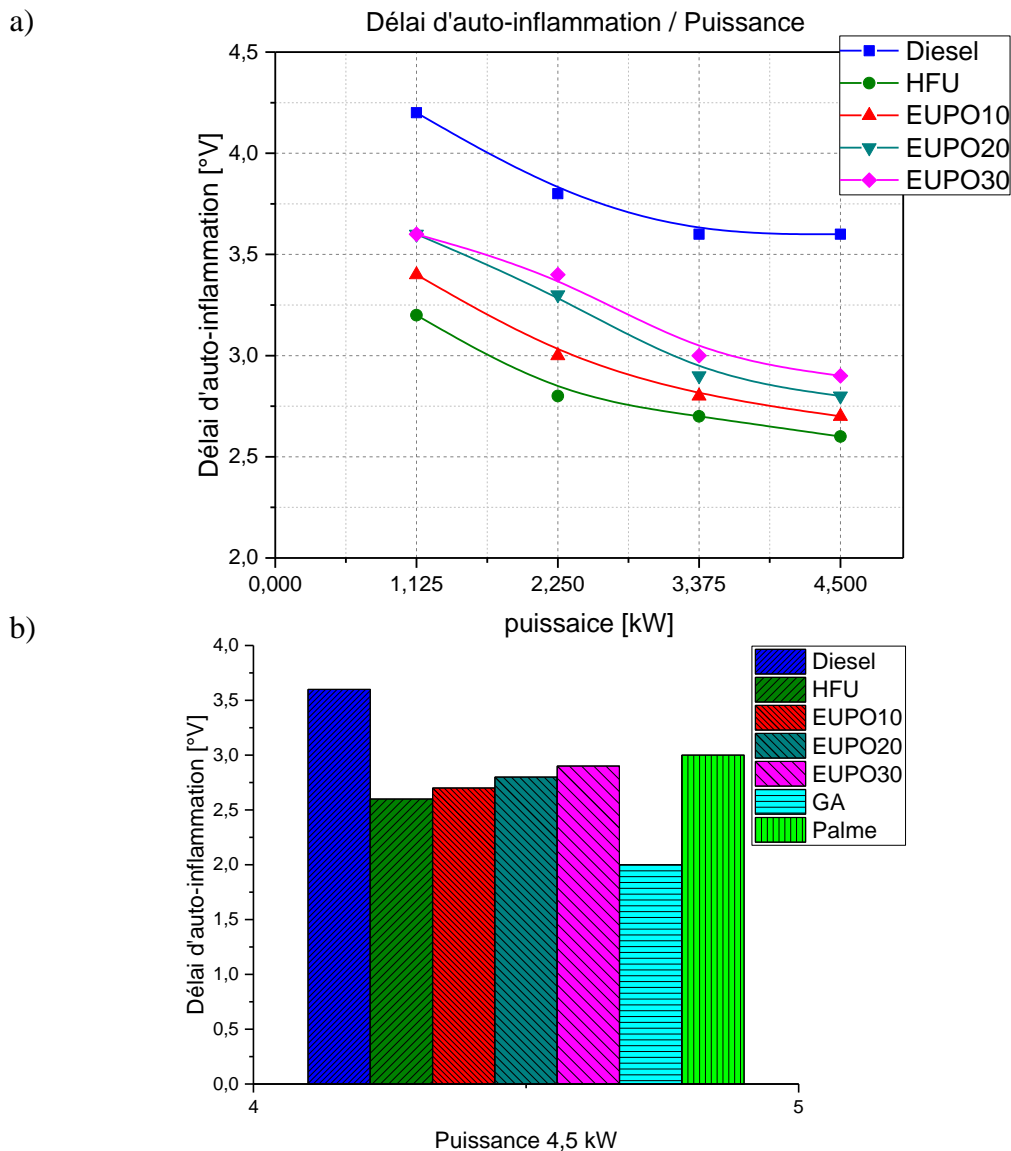 a)
Délai d'auto-inflammation / Puissance
Diesel
HFU
EUPO10
EUPO20
EUPO30
Délai d'auto-inflammation [°V]
4,5
4,0
3,5
3,0
2,5
2,0
0,000 1,125 2,250 3,375 4,500
puissaice [kW]
b)
Diesel
HFU
EUPO10
EUPO20
EUPO30
GA
Palme
Délai d'auto-inflammation [°V]
4,0
3,5
3,0
2,5
2,0
1,5
1,0
0,5
0,0
4 5
Puissance 4,5 kW